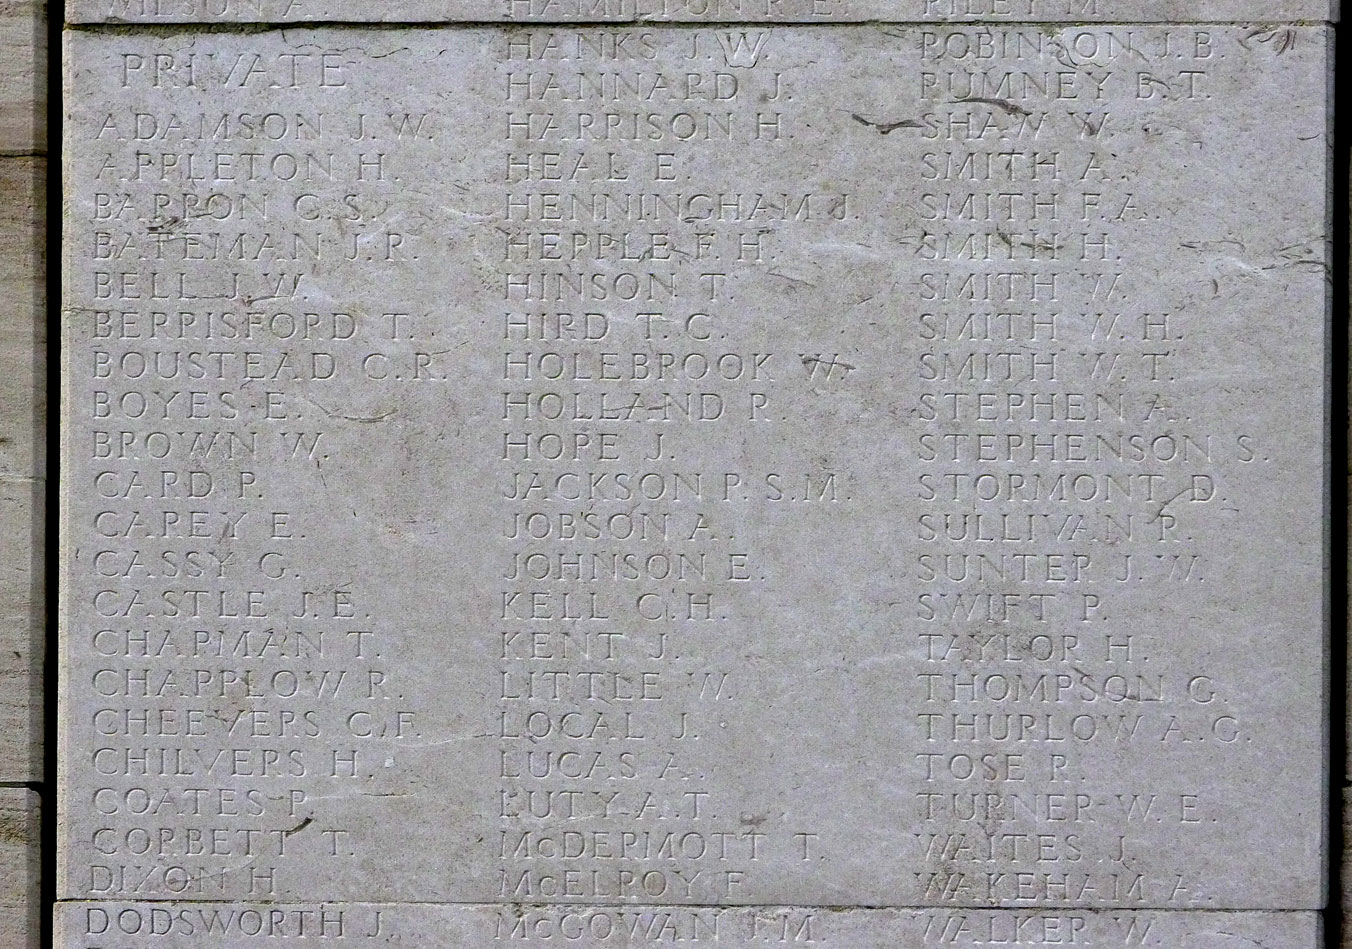 WILSON A.
PRIVATE
ADAMSON J.W.
APPLETON H.
BARRON G.S.
BATEMAN J.R.
BELL J.W.
BERRISFORD T.
BOUSTEAD C.R.
BOYES E.
BROWN W.
CARD P.
CAREY E.
CASSY G.
CASTLE J.E.
CHAPMAN T.
CHAPPLOW R.
CHEEVERS C.F.
CHILVERS H.
COATES P.
CORBETT T.
DIXON H.
DODSWORTH J.
HAMILTON R.E.
HANKS J.W.
HANNARD J.
HARRISON H.
HEAL E.
HENNINGHAM J.
HEPPLE F.H.
HINSON T.
HIRD T.C.
HOLEBROOK W.
HOLLAND R.
HOPE J.
JACKSON P.S.M.
JOBSON A.
JOHNSON E.
KELL C.H.
KENT J.
LITTLE W.
LOCAL J.
LUCAS A.
LUTY A.T.
McDERMOTT T.
McELROY F.
McGOWAN J.M.
RILEY M.
ROBINSON J.B.
RUMNEY B.T.
SHAW W.
SMITH A.
SMITH F.A.
SMITH H.
SMITH W.
SMITH W.H.
SMITH W.T.
STEPHEN A.
STEPHENSON S.
STORMONT D.
SULLIVAN R.
SUNTER J.W.
SWIFT P.
TAYLOR H.
THOMPSON G.
THURLOW A.G.
TOSE R.
TURNER W.E.
WAITES J.
WAKEHAM A.
WALKER W.